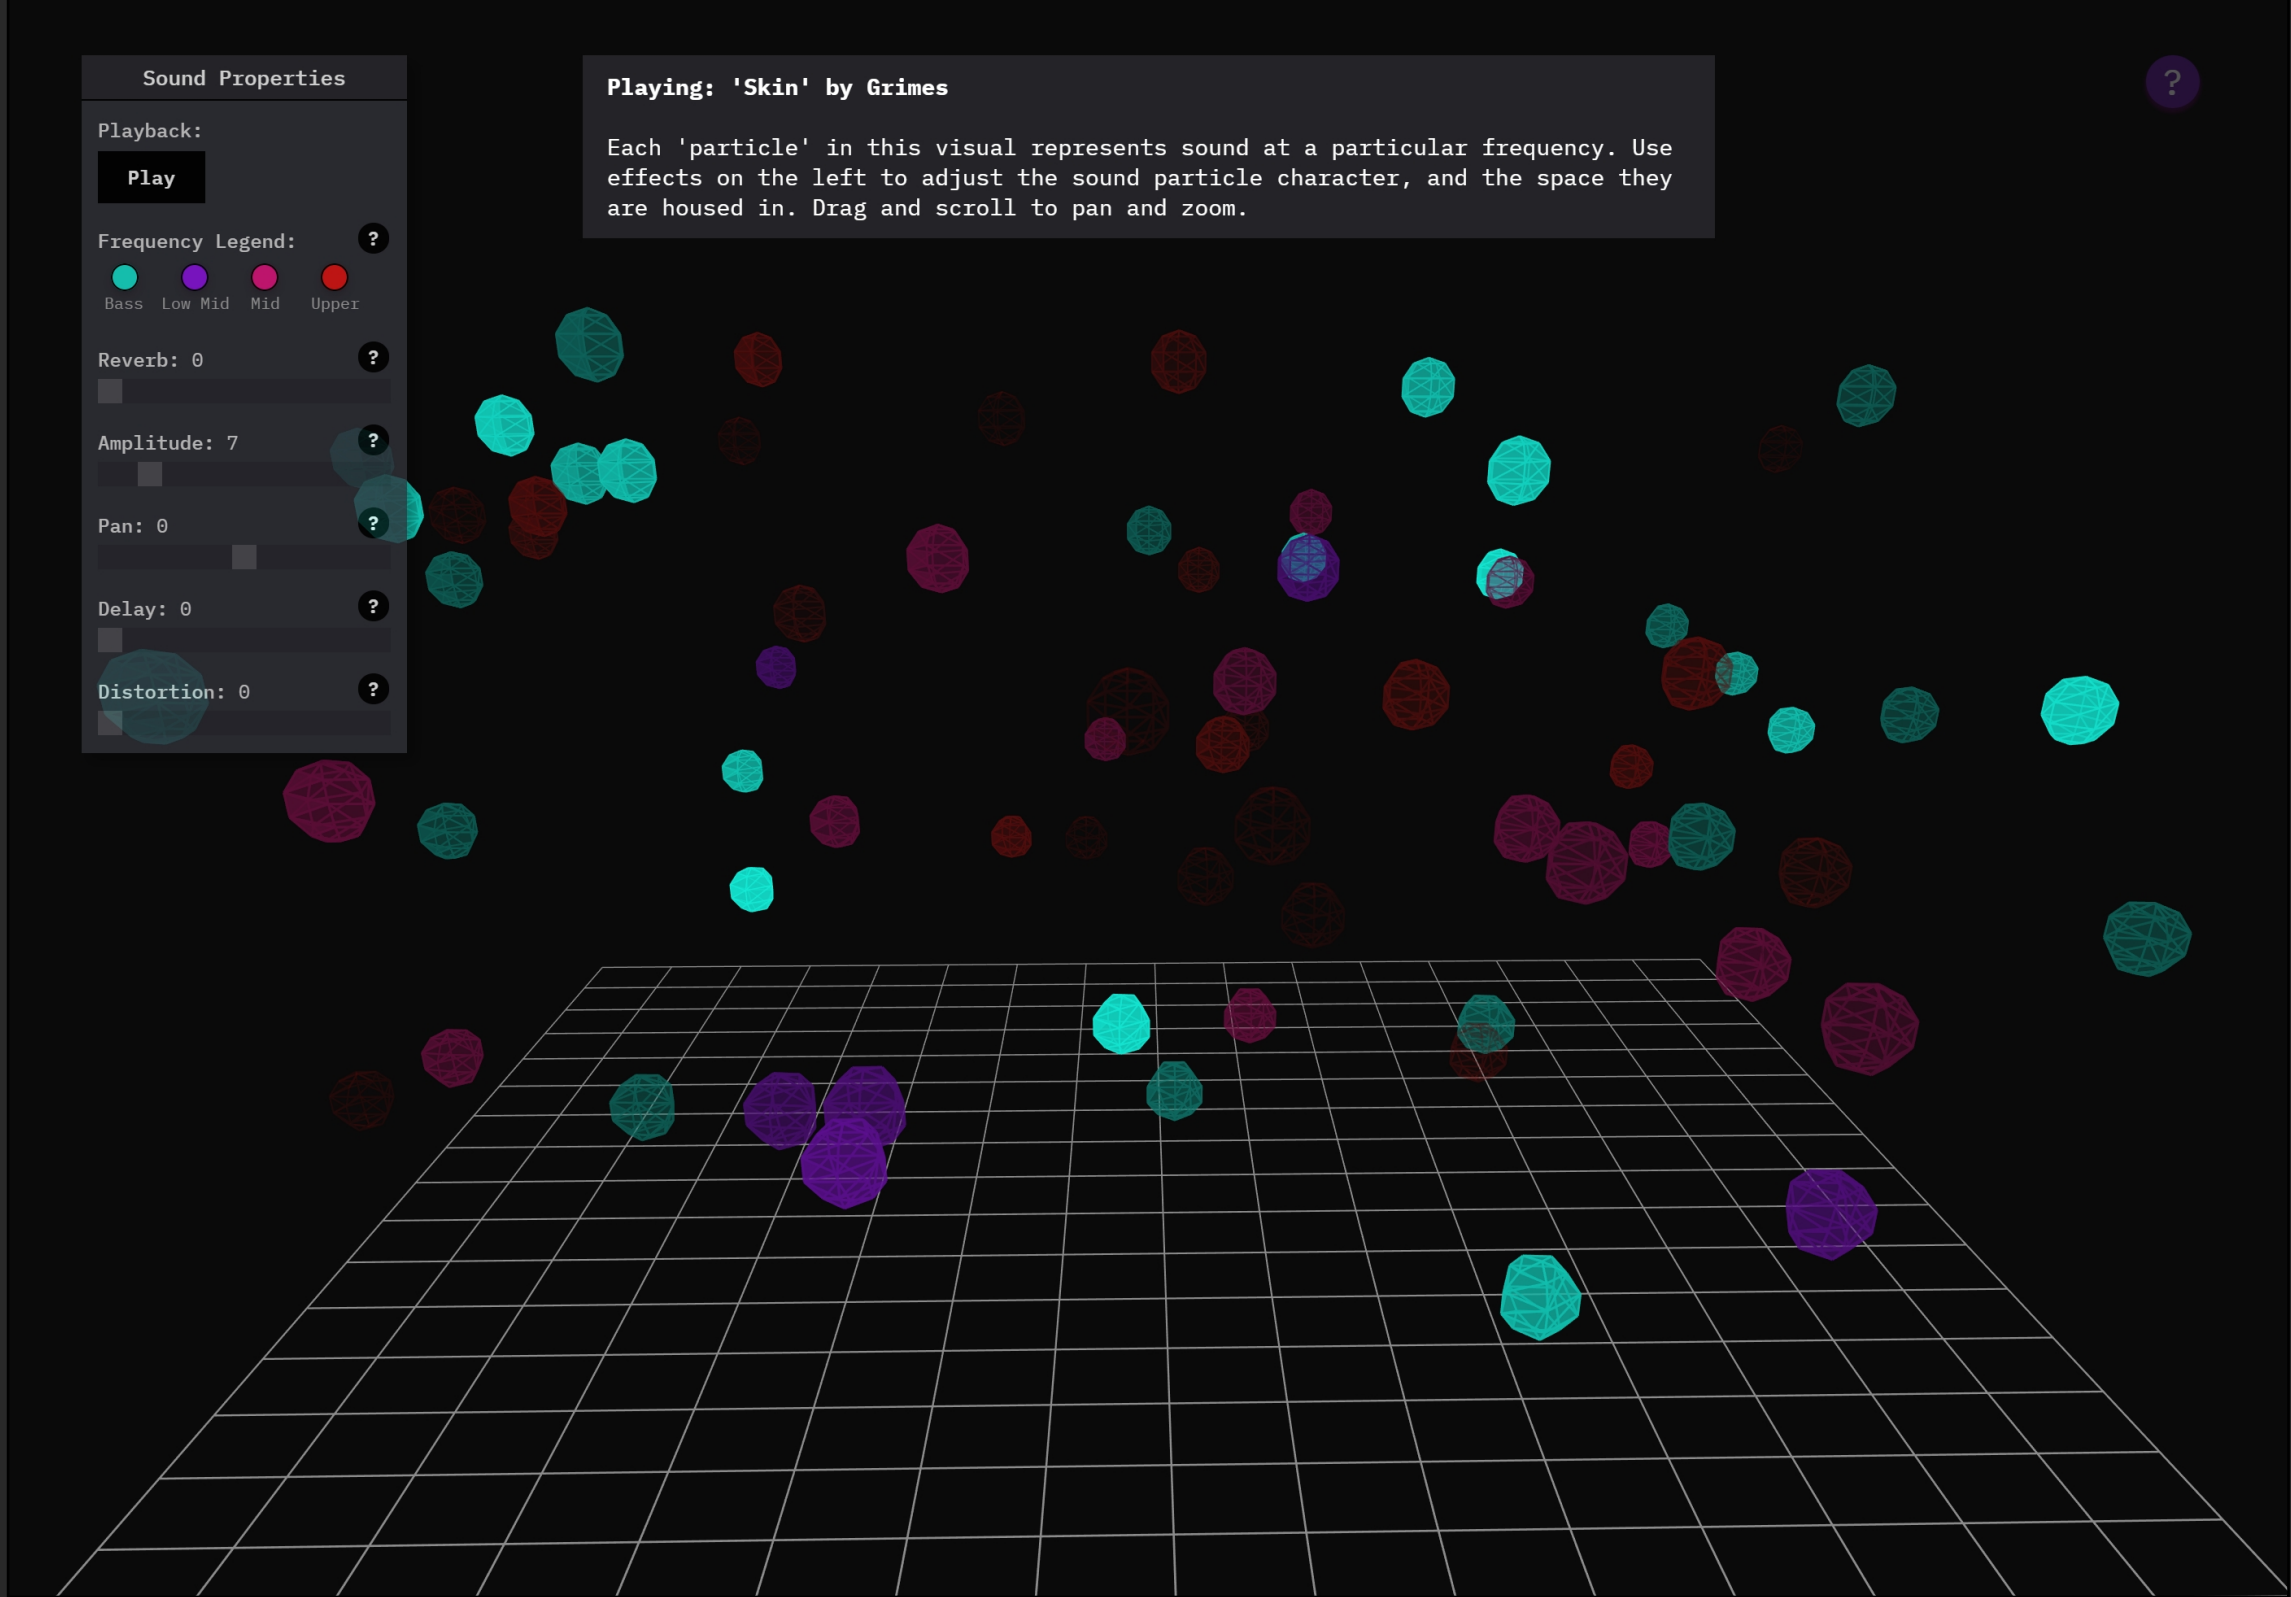 Sound Properties
Playback:
Play
Frequency Legend: ?
Bass Low Mid Mid Upper
Reverb: 0 ?
Amplitude: 7 ?
Pan: 0 ?
Delay: 0 ?
Distortion: 0 ?
Playing: 'Skin' by Grimes
Each 'particle' in this visual represents sound at a particular frequency. Use
effects on the left to adjust the sound particle character, and the space they
are housed in. Drag and scroll to pan and zoom.
?